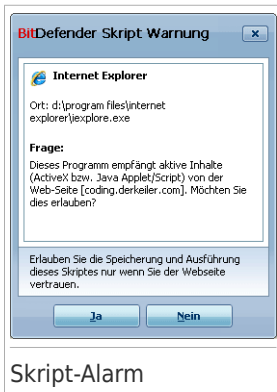 BitDefender Skript Warnung
Internet Explorer
Ort: d:\program files\internet
explorer\iexplore.exe
Frage:
Dieses Programm empfängt aktive Inhalte
(ActiveX bzw. Java Applet/Script) von der
Web-Seite [coding.derkeiler.com]. Möchten Sie
dies erlauben?
Erlauben Sie die Speicherung und Ausführung
dieses Skriptes nur wenn Sie der Webseite
vertrauen.
Ja
Nein
Skript-Alarm